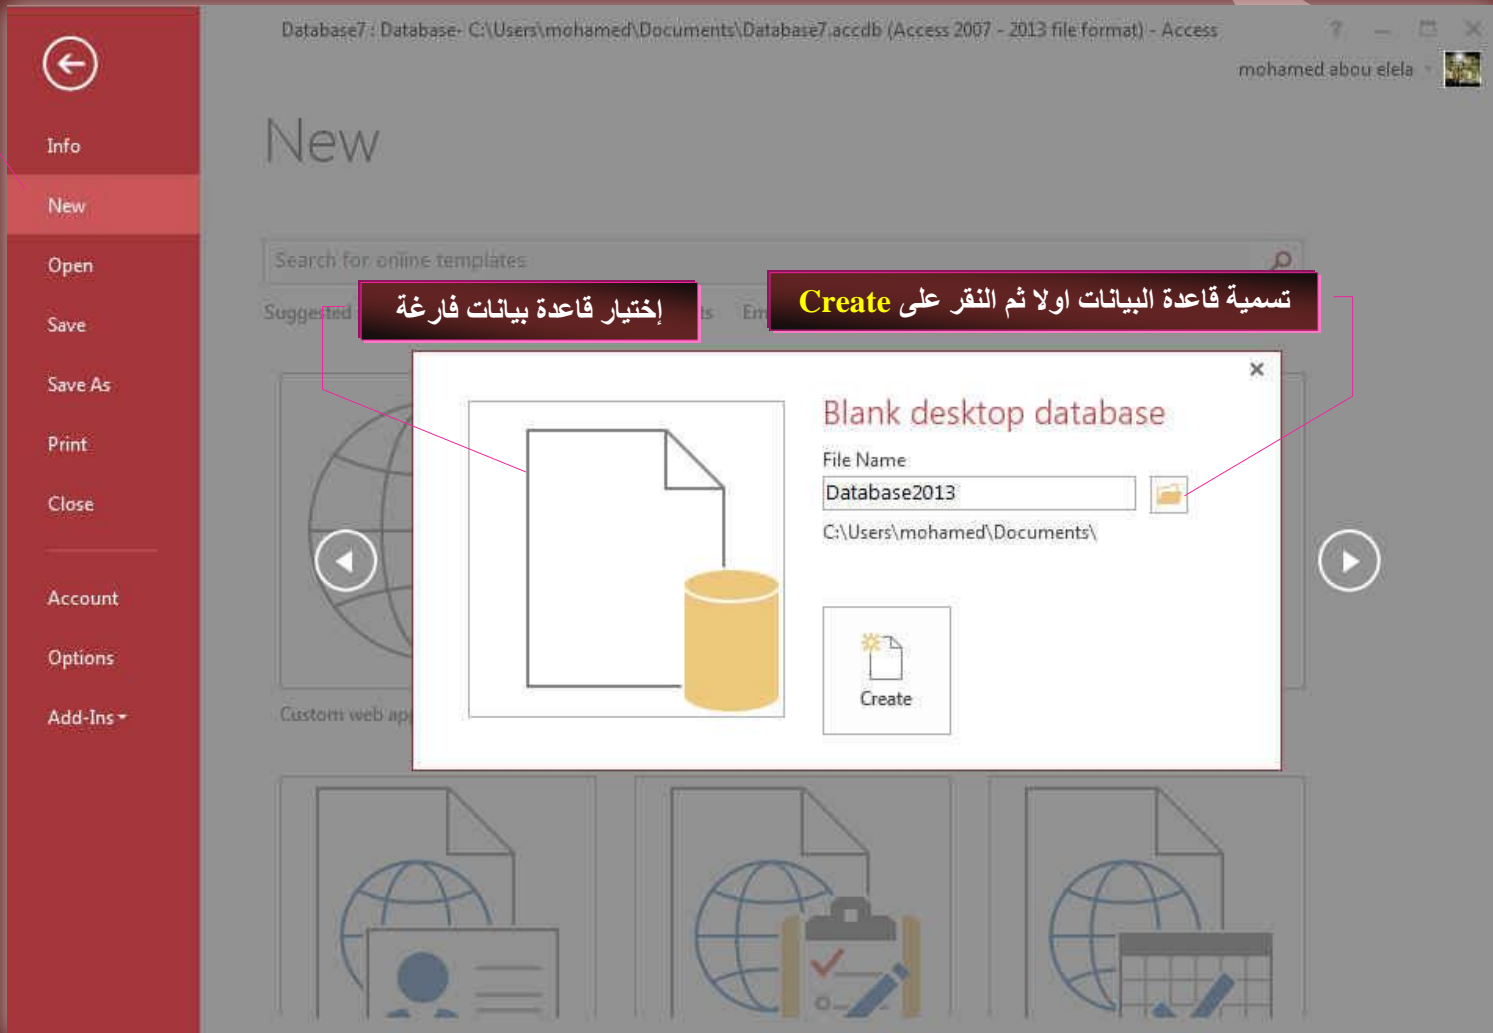 Database7 : Database- C:\Users\mohamed\Documents\Database7.accdb (Access 2007 - 2013 file format) - Access
mohamed abou elela
Info
New
Open
Save
Save As
Print
Close
Account
Options
Add-Ins
New
Search for online templates
Suggested
إختيار قاعدة بيانات فارغة
تسمية قاعدة البيانات اولا ثم النقر على Create
Blank desktop database
File Name
Database2013
C:\Users\mohamed\Documents\
Create
Custom web